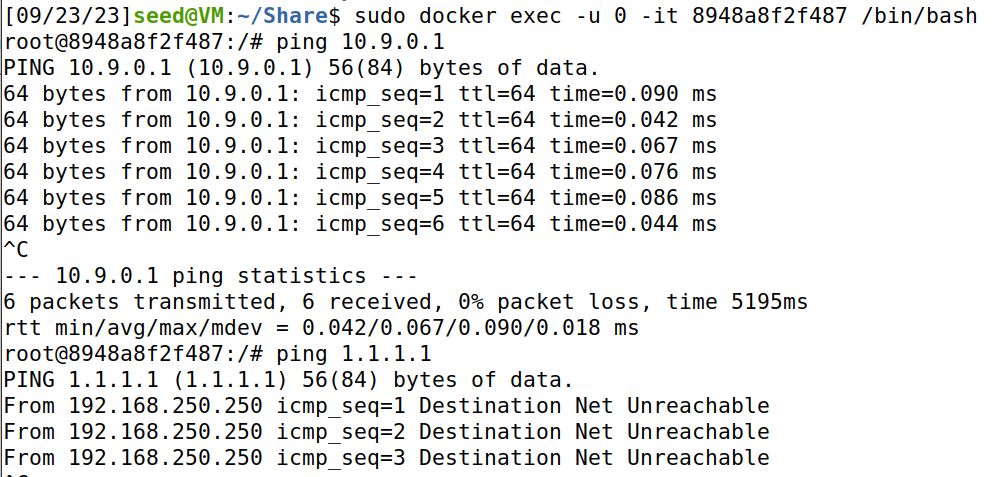 [09/23/23]seed@VM:~/Share$ sudo docker exec -u 0 -it 8948a8f2f487 /bin/bash
root@8948a8f2f487:/# ping 10.9.0.1
PING 10.9.0.1 (10.9.0.1) 56(84) bytes of data.
64 bytes from 10.9.0.1: icmp_seq=1 ttl=64 time=0.090 ms
64 bytes from 10.9.0.1: icmp_seq=2 ttl=64 time=0.042 ms
64 bytes from 10.9.0.1: icmp_seq=3 ttl=64 time=0.067 ms
64 bytes from 10.9.0.1: icmp_seq=4 ttl=64 time=0.076 ms
64 bytes from 10.9.0.1: icmp_seq=5 ttl=64 time=0.086 ms
64 bytes from 10.9.0.1: icmp_seq=6 ttl=64 time=0.044 ms
^C
--- 10.9.0.1 ping statistics ---
6 packets transmitted, 6 received, 0% packet loss, time 5195ms
rtt min/avg/max/mdev = 0.042/0.067/0.090/0.018 ms
root@8948a8f2f487:/# ping 1.1.1.1
PING 1.1.1.1 (1.1.1.1) 56(84) bytes of data.
From 192.168.250.250 icmp_seq=1 Destination Net Unreachable
From 192.168.250.250 icmp_seq=2 Destination Net Unreachable
From 192.168.250.250 icmp_seq=3 Destination Net Unreachable